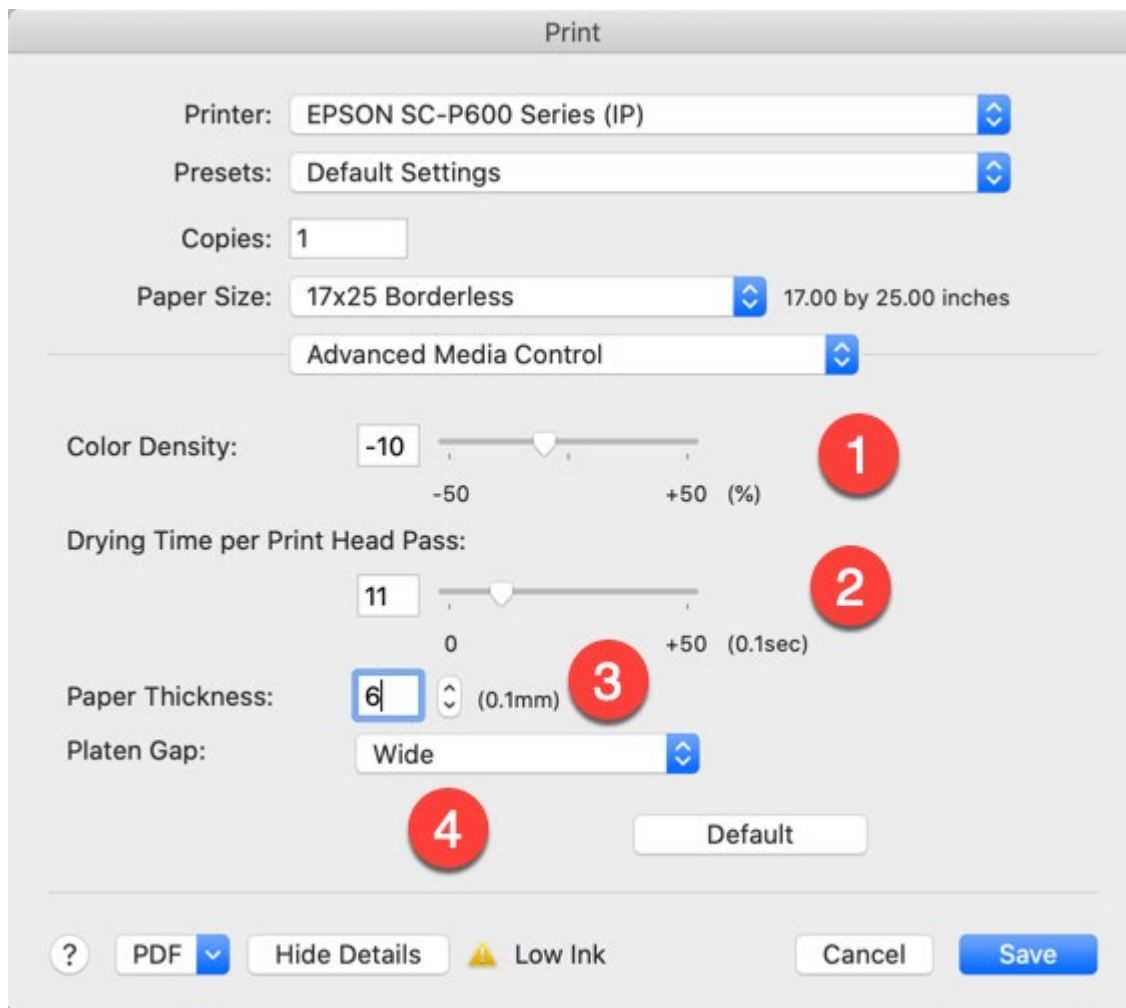 Print
Printer: EPSON SC-P600 Series (IP)
Presets: Default Settings
Copies: 1
Paper Size: 17x25 Borderless 17.00 by 25.00 inches
Advanced Media Control
Color Density: -10 1
-50 +50 (%)
Drying Time per Print Head Pass:
11 2
0 +50 (0.1sec)
Paper Thickness: 6 (0.1mm) 3
Platen Gap: Wide
4 Default
? PDF Hide Details Low Ink Cancel Save